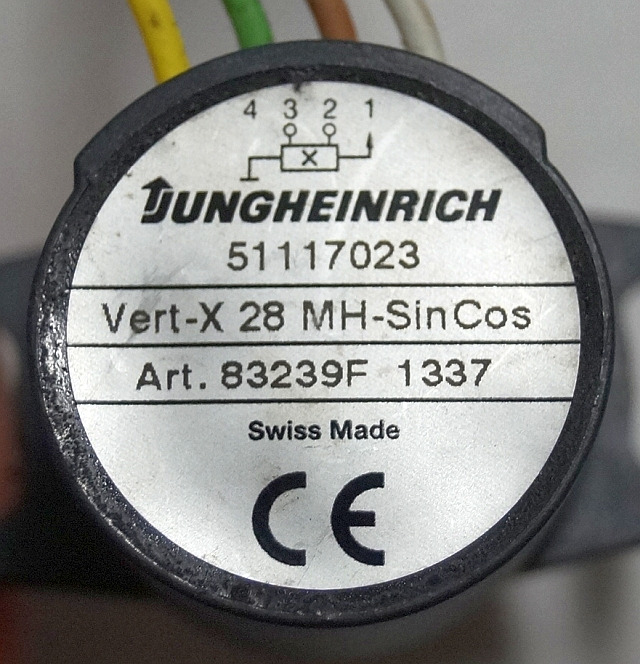 4 3 2 1
X
JUNGHEINRICH
51117023
Vert-X 28 MH-SinCos
Art. 83239F 1337
Swiss Made
CE